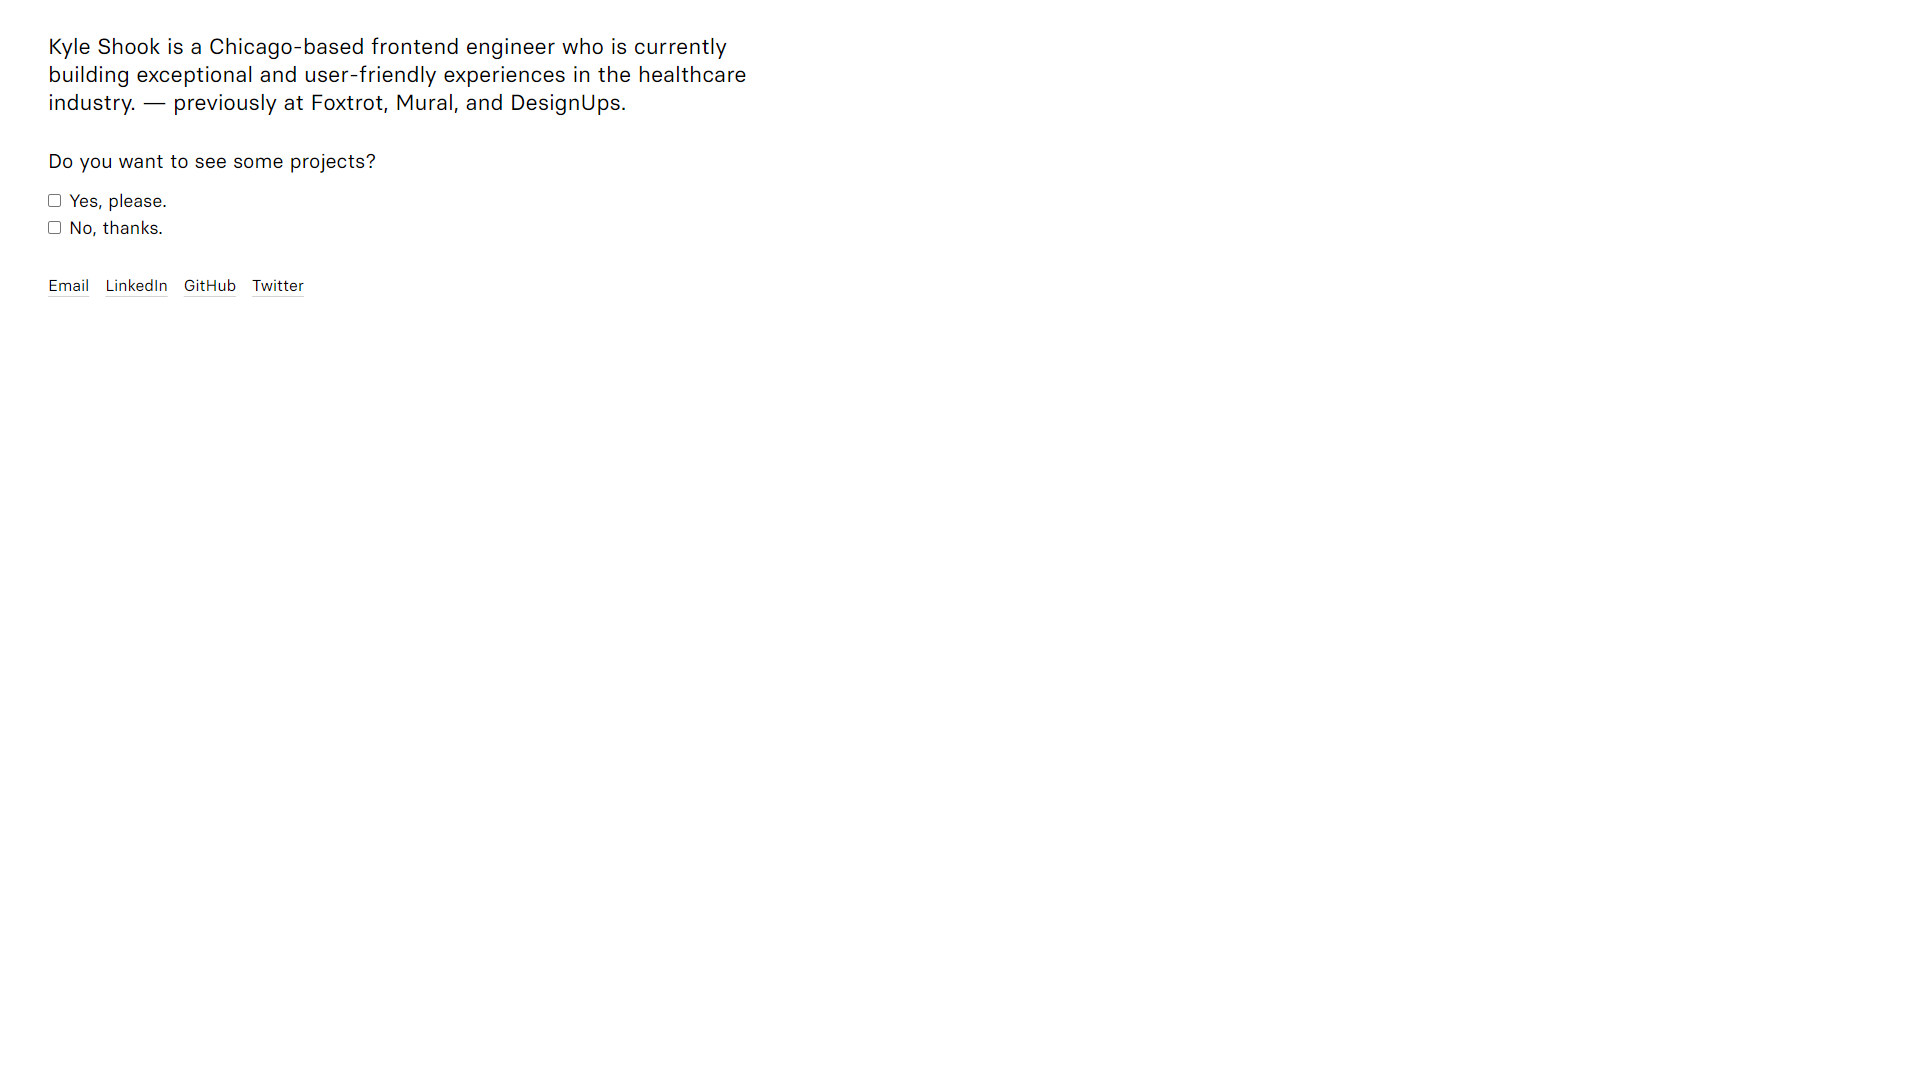 Kyle Shook is a Chicago-based frontend engineer who is currently
building exceptional and user-friendly experiences in the healthcare
industry. — previously at Foxtrot, Mural, and DesignUps.
Do you want to see some projects?
Yes, please.
No, thanks.
Email LinkedIn GitHub Twitter